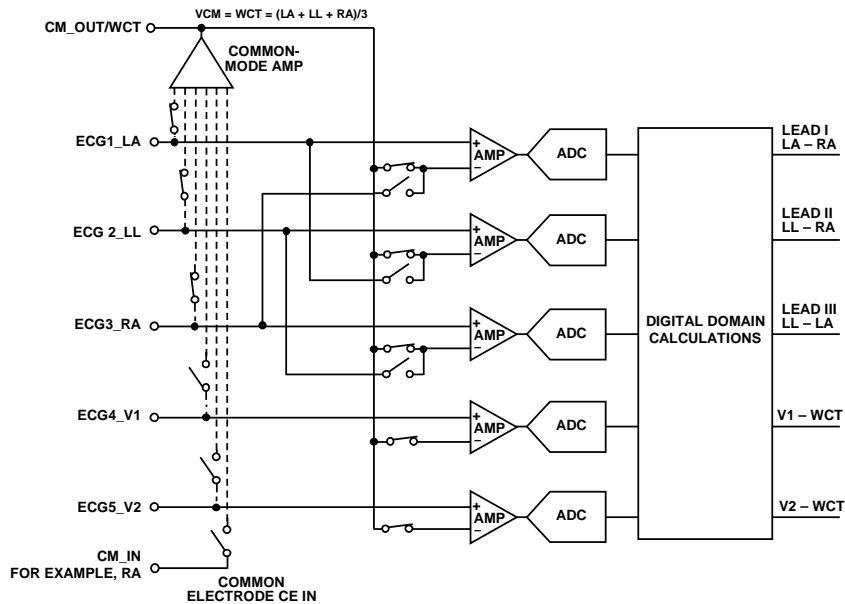 VCM = WCT = (LA + LL + RA)/3
CM_OUT/WCT
COMMON-
MODE AMP
ECG1_LA
+
AMP
–
ADC
LEAD I
LA – RA
ECG 2_LL
+
AMP
–
ADC
LEAD II
LL – RA
ECG3_RA
+
AMP
–
ADC
DIGITAL DOMAIN
CALCULATIONS
LEAD III
LL – LA
ECG4_V1
+
AMP
–
ADC
V1 – WCT
ECG5_V2
+
AMP
–
ADC
V2 – WCT
CM_IN
FOR EXAMPLE, RA
COMMON
ELECTRODE CE IN